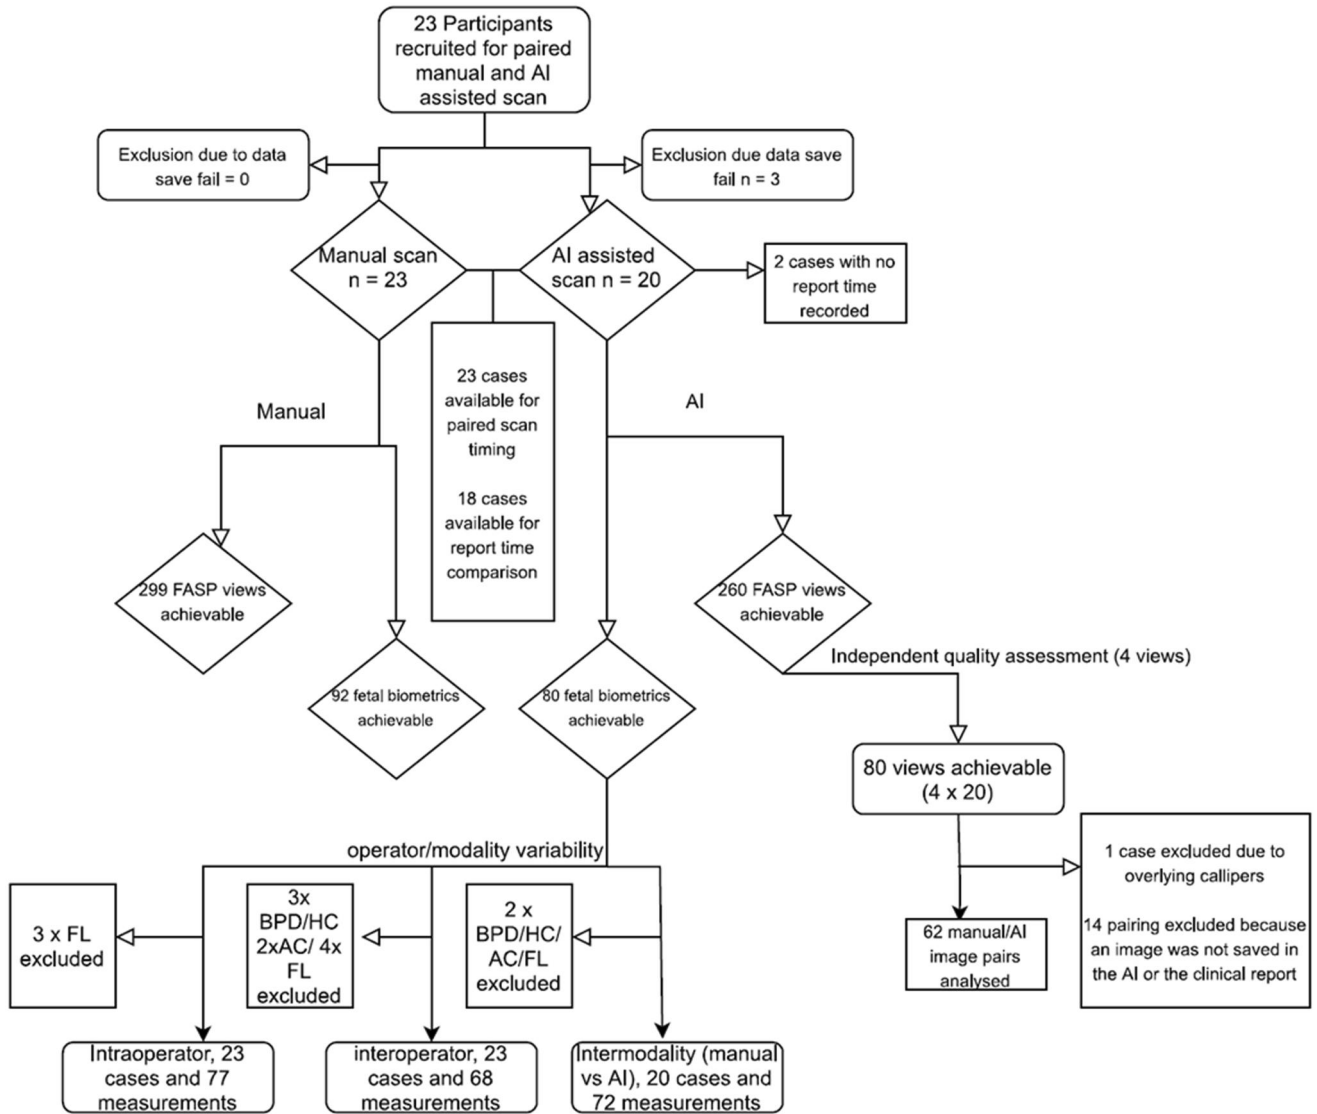 23 Participants
recruited for paired
manual and AI
assisted scan
Exclusion due to data
save fail = 0
Exclusion due data save
fail n = 3
Manual scan
n = 23
AI assisted
scan n = 20
2 cases with no
report time
recorded
23 cases
available for
paired scan
timing
18 cases
available for
report time
comparison
Manual
AI
299 FASP views
achievable
260 FASP views
achievable
Independent quality assessment (4 views)
92 fetal biometrics
achievable
80 fetal biometrics
achievable
80 views achievable
(4 x 20)
operator/modality variability
1 case excluded due to
overlying callipers
14 pairing excluded because
an image was not saved in
the AI or the clinical report
62 manual/AI
image pairs
analysed
3 x FL
excluded
3x
BPD/HC
2xAC/ 4x
FL
excluded
2 x
BPD/HC/
AC/FL
excluded
Intraoperator, 23
cases and 77
measurements
interoperator, 23
cases and 68
measurements
Intermodality (manual
vs AI), 20 cases and
72 measurements